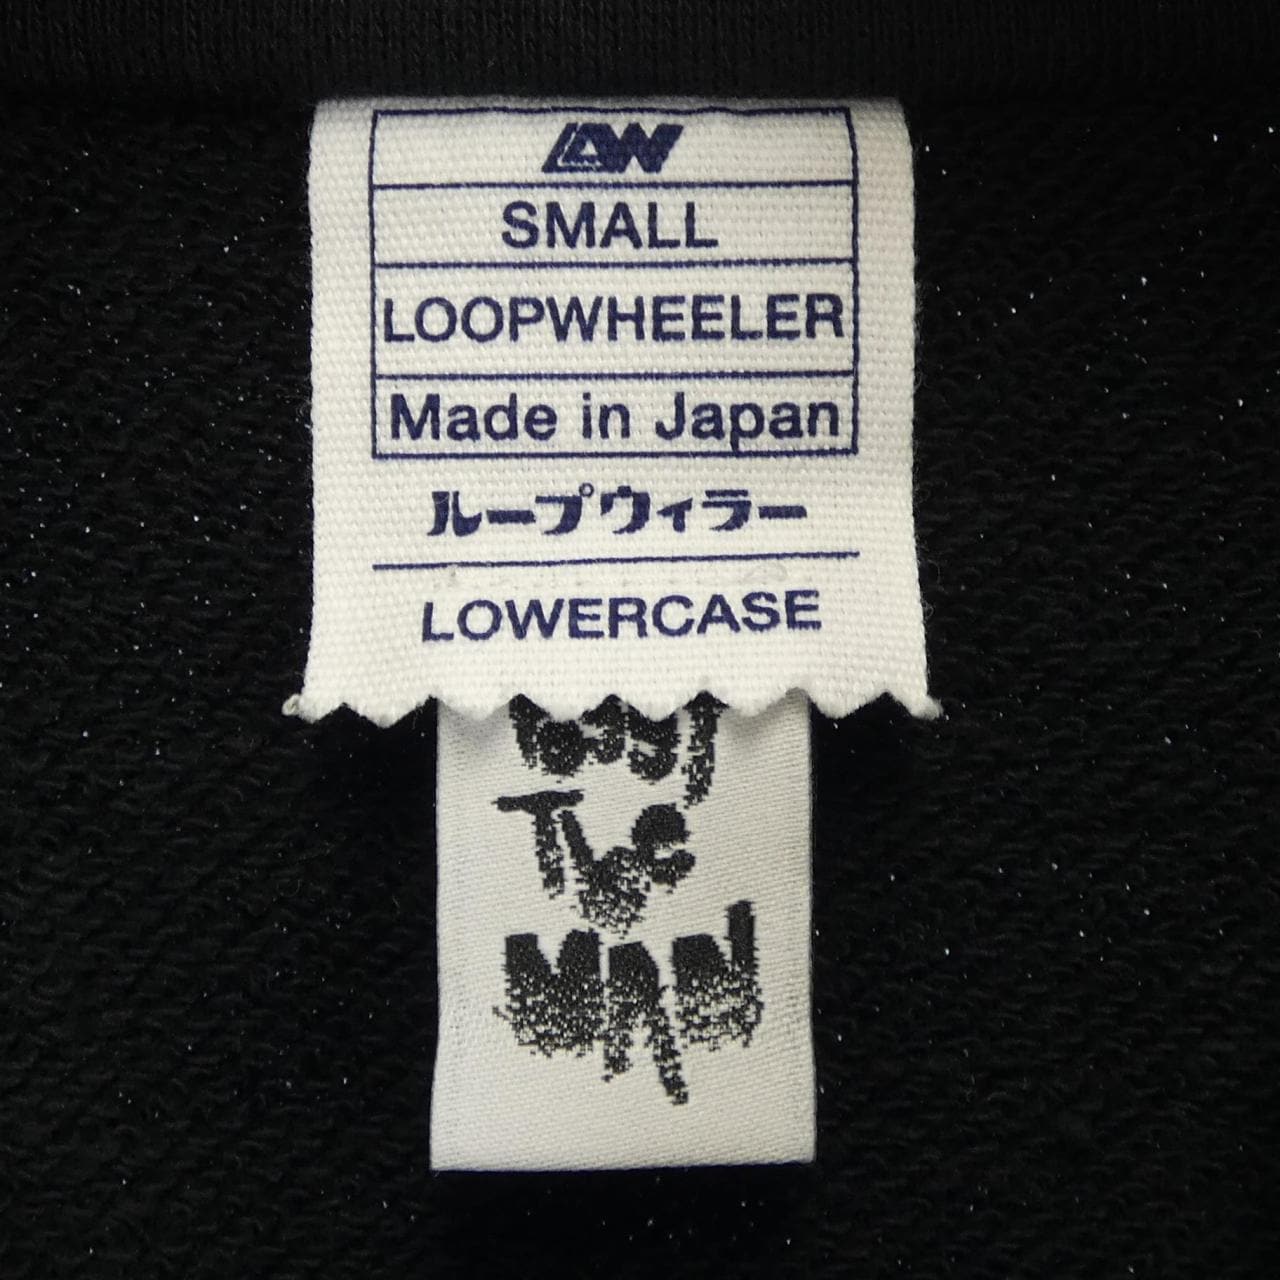 LW
SMALL
LOOPWHEELER
Made in Japan
ループウィラー
LOWERCASE
THE
MAN